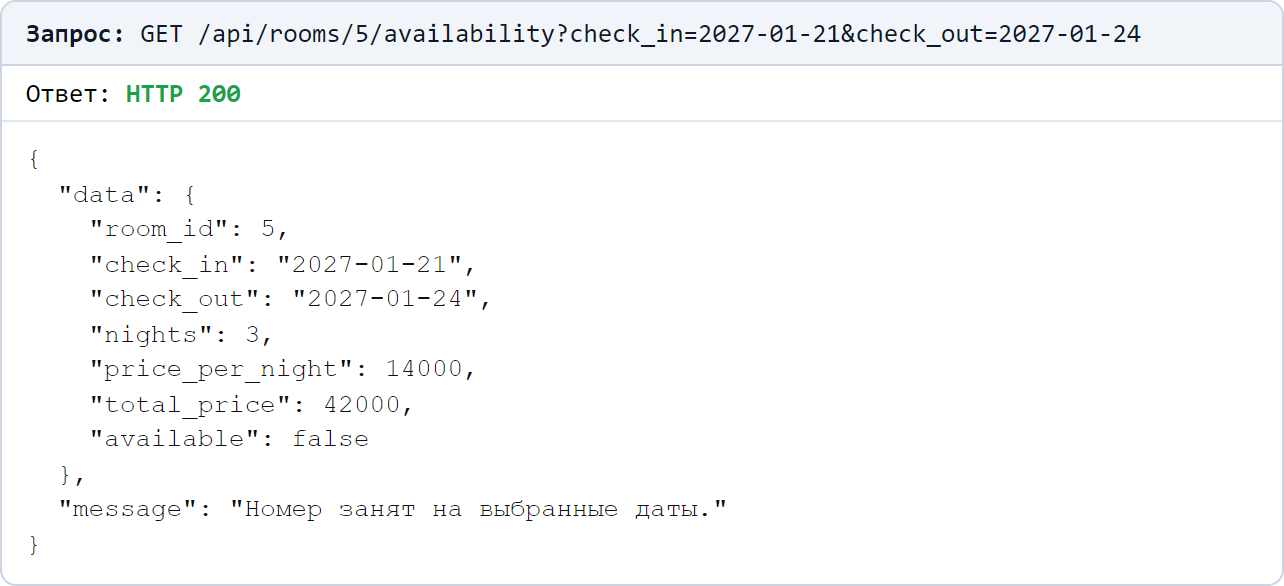 Запрос: GET /api/rooms/5/availability?check_in=2027-01-21&check_out=2027-01-24
Ответ: HTTP 200
{
  "data": {
    "room_id": 5,
    "check_in": "2027-01-21",
    "check_out": "2027-01-24",
    "nights": 3,
    "price_per_night": 14000,
    "total_price": 42000,
    "available": false
  },
  "message": "Номер занят на выбранные даты."
}